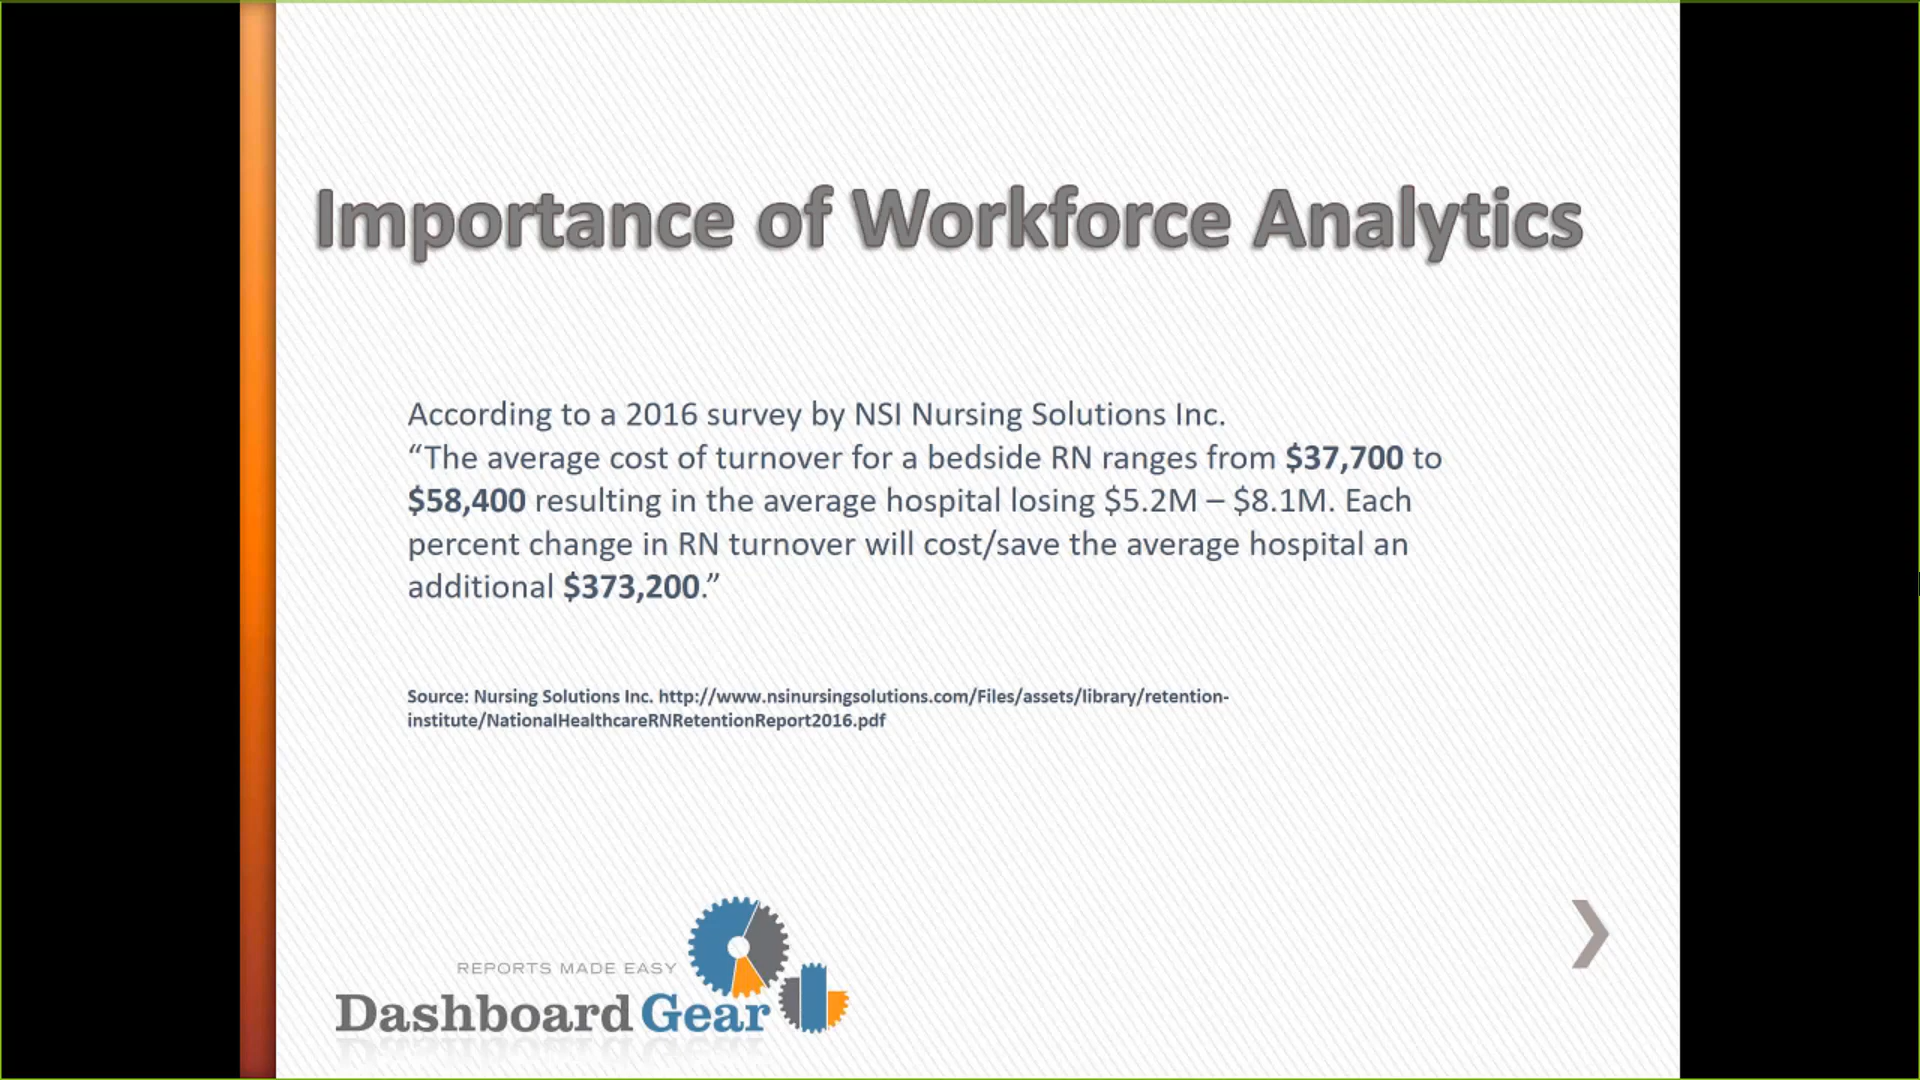 Importance of Workforce Analytics
According to a 2016 survey by NSI Nursing Solutions Inc.
“The average cost of turnover for a bedside RN ranges from $37,700 to
$58,400 resulting in the average hospital losing $5.2M – $8.1M. Each
percent change in RN turnover will cost/save the average hospital an
additional $373,200.”
Source: Nursing Solutions Inc. http://www.nsinursingsolutions.com/Files/assets/library/retention-
institute/NationalHealthcareRNRetentionReport2016.pdf
REPORTS MADE EASY
Dashboard Gear